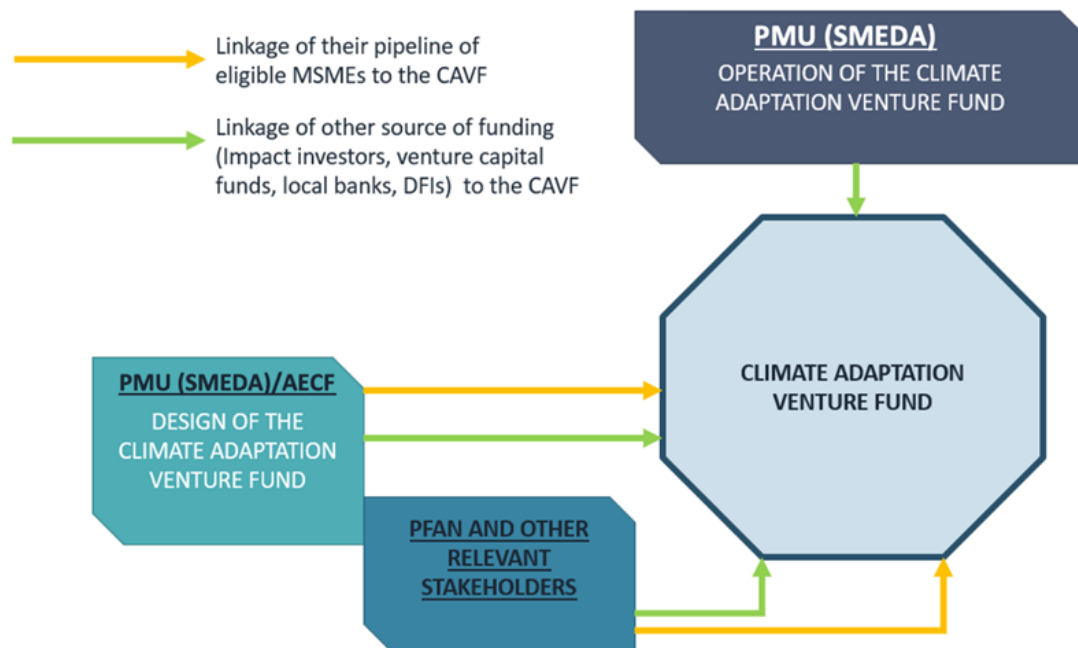 Linkage of their pipeline of
eligible MSMEs to the CAVF
Linkage of other source of funding
(Impact investors, venture capital
funds, local banks, DFIs)  to the CAVF
PMU (SMEDA)
OPERATION OF THE CLIMATE
ADAPTATION VENTURE FUND
CLIMATE ADAPTATION
VENTURE FUND
PMU (SMEDA)/AECF
DESIGN OF THE
CLIMATE ADAPTATION
VENTURE FUND
PFAN AND OTHER
RELEVANT
STAKEHOLDERS